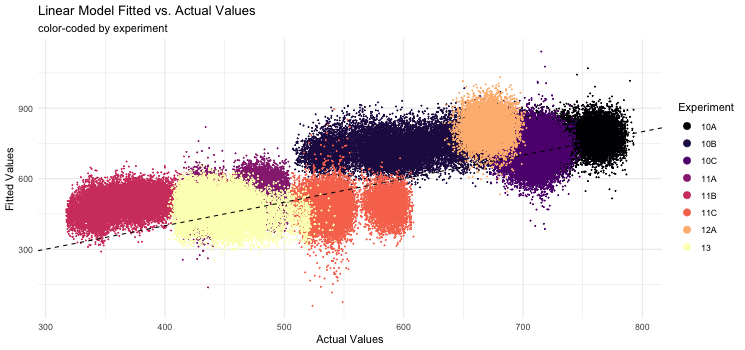 Linear Model Fitted vs. Actual Values
color-coded by experiment
900
600
300
Fitted Values
300 400 500 600 700 800
Actual Values
Experiment
10A
10B
10C
11A
11B
11C
12A
13